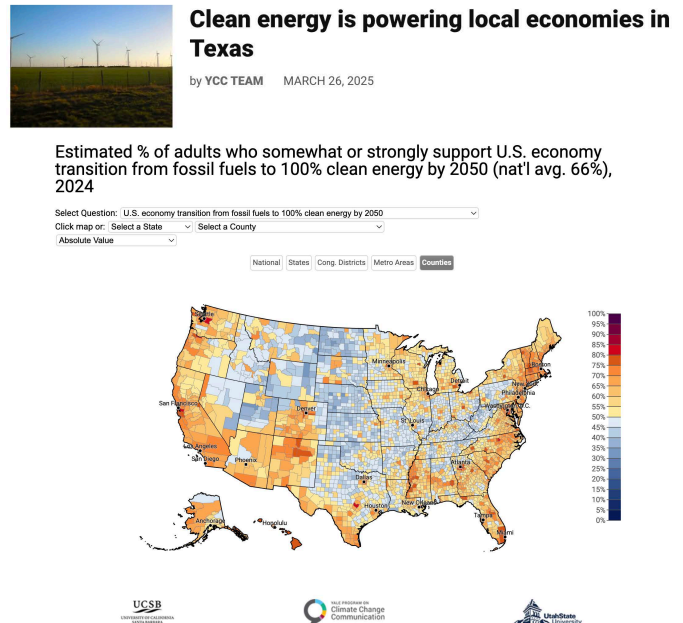 Clean energy is powering local economies in
Texas
by YCC TEAM MARCH 26, 2025
Estimated % of adults who somewhat or strongly support U.S. economy
transition from fossil fuels to 100% clean energy by 2050 (nat'l avg. 66%),
2024
Select Question: U.S. economy transition from fossil fuels to 100% clean energy by 2050
Click map or: Select a State Select a County
Absolute Value
National States Cong. Districts Metro Areas Counties
Seattle
Minneapolis
Boston
Detroit
Chicago
New York
Philadelphia
San Francisco
Denver
Washington D.C.
St. Louis
Los Angeles
San Diego
Phoenix
Atlanta
Dallas
Houston
New Orleans
Tampa
Miami
Anchorage
Honolulu
100%
95%
90%
85%
80%
75%
70%
65%
60%
55%
50%
45%
40%
35%
30%
25%
20%
15%
10%
5%
0%
UCSB
UNIVERSITY OF CALIFORNIA
SANTA BARBARA
YALE PROGRAM ON
Climate Change
Communication
UtahState
University